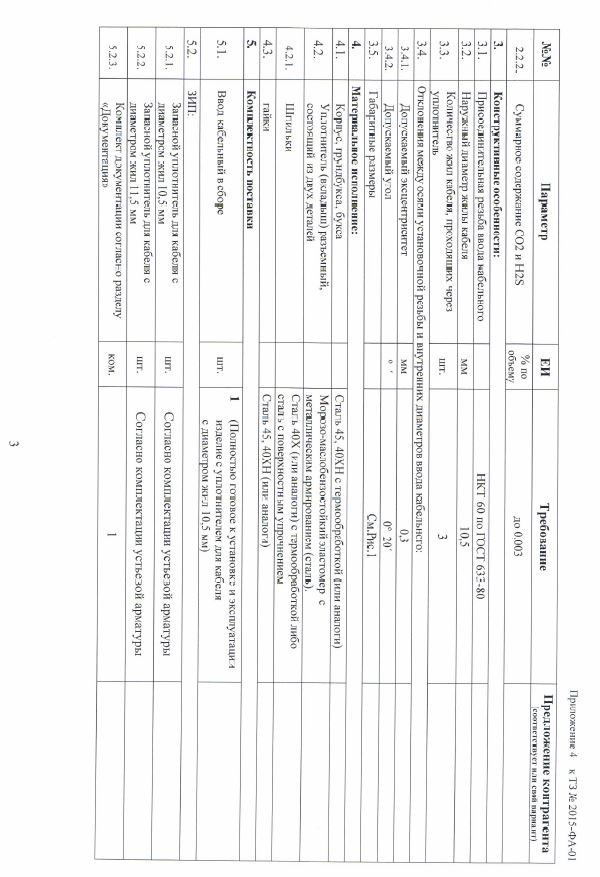 Приложение 4 к ТЗ № 2015-ФА-01
№№ Параметр ЕИ Требование Предложение контрагента
(соответствует или свой вариант)
2.2.2. Суммарное содержание CO2 и H2S % по до 0.003
объему
3. Конструктивные особенности:
3.1. Присоединительная резьба ввода кабельного НКТ 60 по ГОСТ 633-80
3.2. Наружный диаметр жилы кабеля мм 10,5
3.3. Количество жил кабеля, проходящих через шт. 3
уплотнитель
3.4. Отклонения между осями установочной резьбы и внутренних диаметров ввода кабельного:
3.4.1. Допускаемый эксцентриситет мм 0,3
3.4.2. Допускаемый угол ° ' 0° 20'
3.5. Габаритные размеры См.Рис.1
4. Материальное исполнение:
4.1. Корпус, грундбукса, букса Сталь 45, 40ХН с термообработкой (или аналоги)
4.2. Уплотнитель (вкладыш) разъемный, Морозо-маслобензостойкий эластомер с
состоящий из двух деталей металлическим армированием (сталь).
4.2.1. Шпильки Сталь 40Х (или аналоги) с термообработкой либо
сталь с поверхностным упрочнением
4.3. гайки Сталь 45, 40ХН (или аналоги)
5. Комплектность поставки
5.1. Ввод кабельный в сборе шт. 1 (Полностью готовое к установке и эксплуатации
изделие с уплотнителем для кабеля
с диаметром жил 10,5 мм)
5.2. ЗИП:
5.2.1. Запасной уплотнитель для кабеля с шт. Согласно комплектации устьевой арматуры
диаметром жил 10,5 мм
5.2.2. Запасной уплотнитель для кабеля с шт. Согласно комплектации устьевой арматуры
диаметром жил 11,5 мм
5.2.3 Комплект документации согласно разделу ком. 1
«Документация»
3